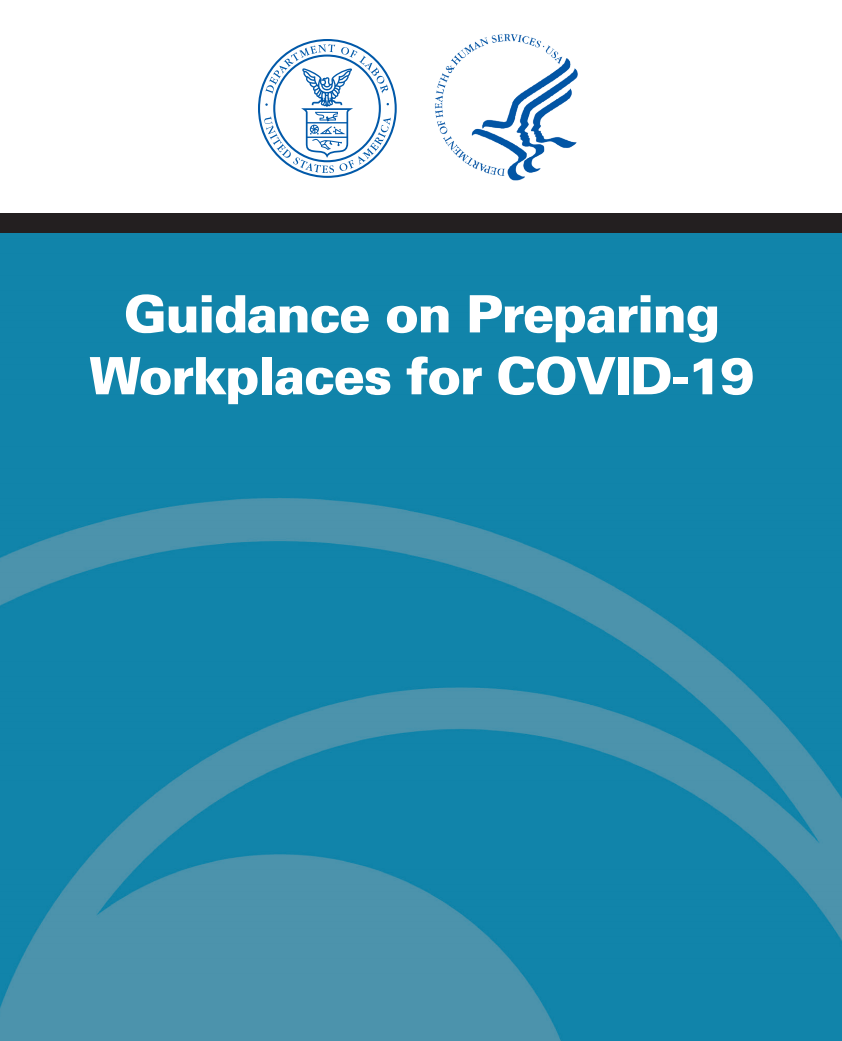 DEPARTMENT OF LABOR
UNITED STATES OF AMERICA
DEPARTMENT OF HEALTH & HUMAN SERVICES · USA
Guidance on Preparing
Workplaces for COVID-19